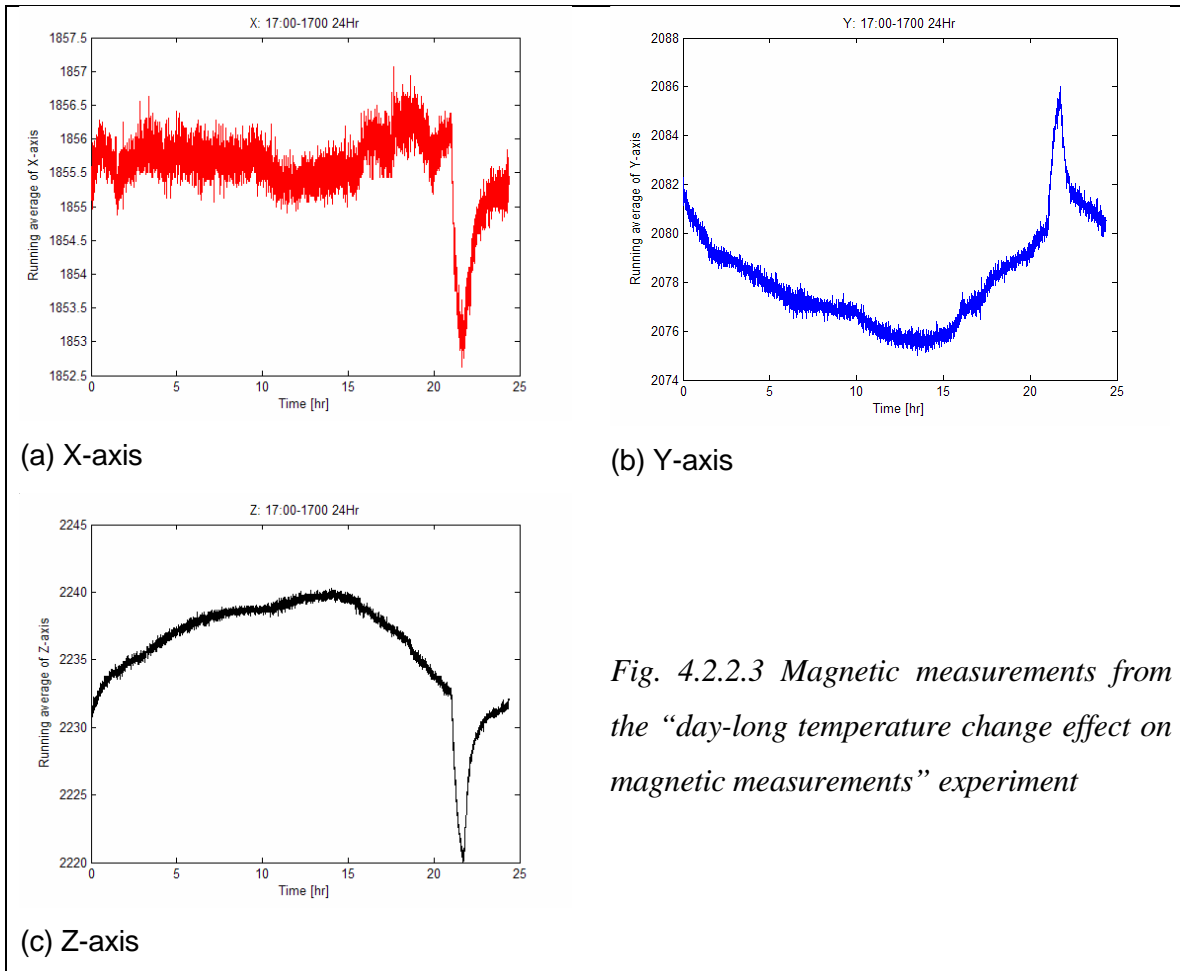 X: 17:00-1700 24Hr
1857.5
1857
1856.5
1856
1855.5
1855
1854.5
1854
1853.5
1853
1852.5
Running average of X-axis
0 5 10 15 20 25
Time [hr]
(a) X-axis
Y: 17:00-1700 24Hr
2088
2086
2084
2082
2080
2078
2076
2074
Running average of Y-axis
0 5 10 15 20 25
Time [hr]
(b) Y-axis
Z: 17:00-1700 24Hr
2245
2240
2235
2230
2225
2220
Running average of Z-axis
0 5 10 15 20 25
Time [hr]
(c) Z-axis
Fig. 4.2.2.3 Magnetic measurements from
the “day-long temperature change effect on
magnetic measurements” experiment